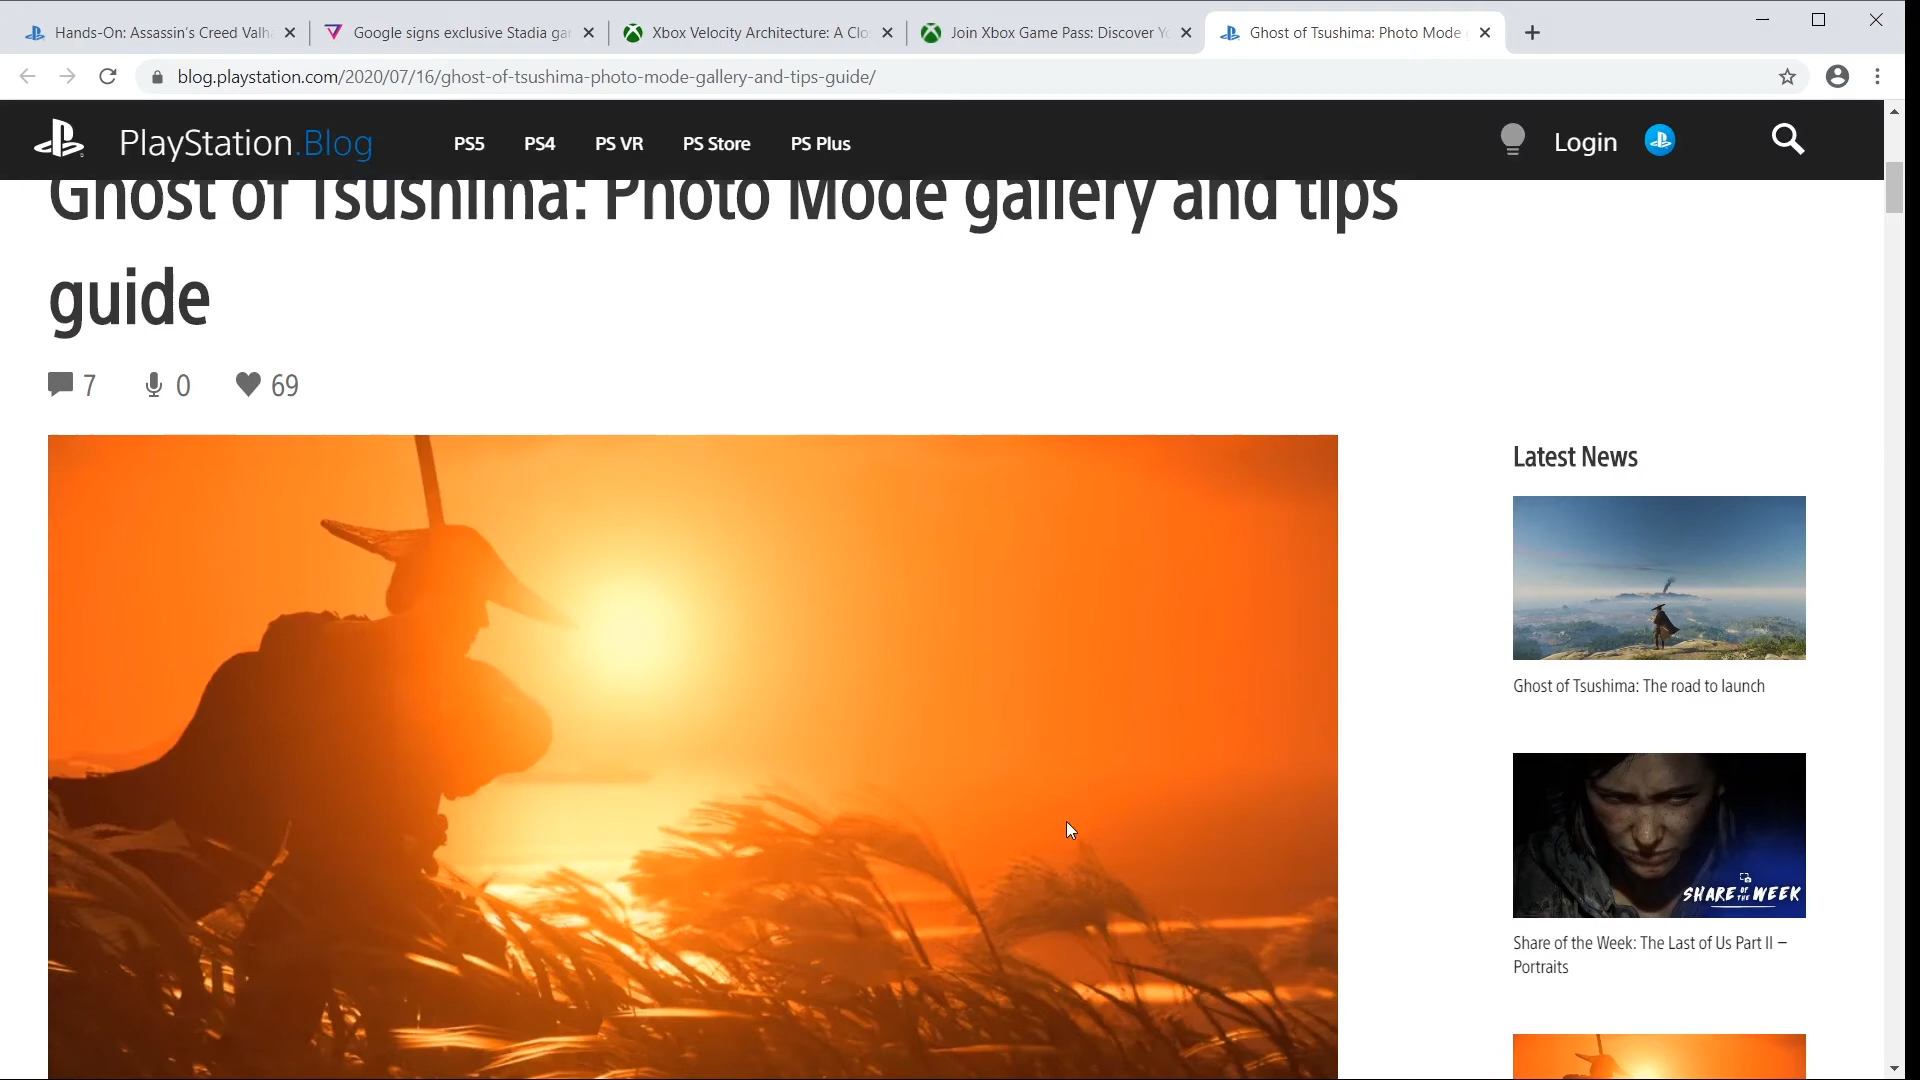 Hands-On: Assassin's Creed Valh
Google signs exclusive Stadia gar
Xbox Velocity Architecture: A Clo
Join Xbox Game Pass: Discover Yo
Ghost of Tsushima: Photo Mode
blog.playstation.com/2020/07/16/ghost-of-tsushima-photo-mode-gallery-and-tips-guide/
PlayStation.Blog
PS5
PS4
PS VR
PS Store
PS Plus
Login
Ghost of Tsushima: Photo Mode gallery and tips
guide
7
0
69
Latest News
Ghost of Tsushima: The road to launch
SHARE OF THE WEEK
Share of the Week: The Last of Us Part II –
Portraits